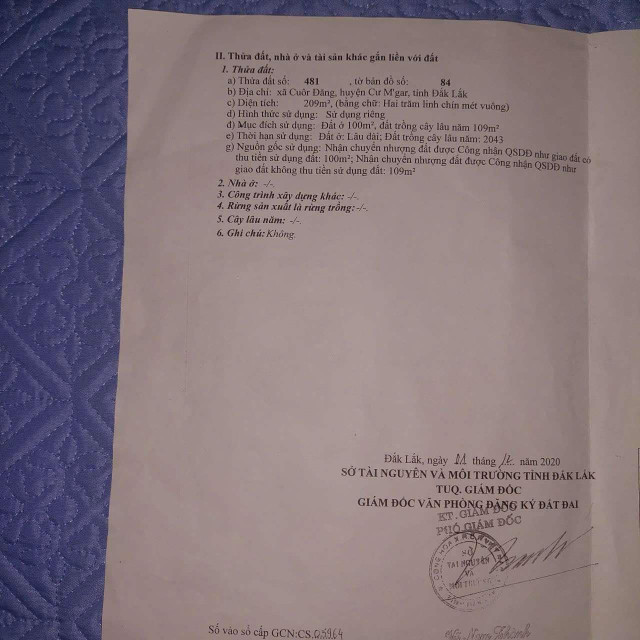 II. Thửa đất, nhà ở và tài sản khác gắn liền với đất
1. Thửa đất:
a) Thửa đất số: 481 , tờ bản đồ số: 84
b) Địa chỉ: xã Cuôr Đăng, huyện Cư M'gar, tỉnh Đắk Lắk
c) Diện tích: 209m², (bằng chữ: Hai trăm linh chín mét vuông)
d) Hình thức sử dụng: Sử dụng riêng
đ) Mục đích sử dụng: Đất ở 100m², đất trồng cây lâu năm 109m²
e) Thời hạn sử dụng: Đất ở: Lâu dài; Đất trồng cây lâu năm: 2043
g) Nguồn gốc sử dụng: Nhận chuyển nhượng đất được Công nhận QSDĐ như giao đất có
thu tiền sử dụng đất: 100m²; Nhận chuyển nhượng đất được Công nhận QSDĐ như
giao đất không thu tiền sử dụng đất: 109m²
2. Nhà ở: -/-.
3. Công trình xây dựng khác: -/-.
4. Rừng sản xuất là rừng trồng: -/-.
5. Cây lâu năm: -/-.
6. Ghi chú: Không.
Đắk Lắk, ngày tháng năm 2020
SỞ TÀI NGUYÊN VÀ MÔI TRƯỜNG TỈNH ĐẮK LẮK
TUQ. GIÁM ĐỐC
GIÁM ĐỐC VĂN PHÒNG ĐĂNG KÝ ĐẤT ĐAI
KT. GIÁM ĐỐC
PHÓ GIÁM ĐỐC
SỞ
TÀI NGUYÊN
VÀ
Số vào sổ cấp GCN:CS.05964